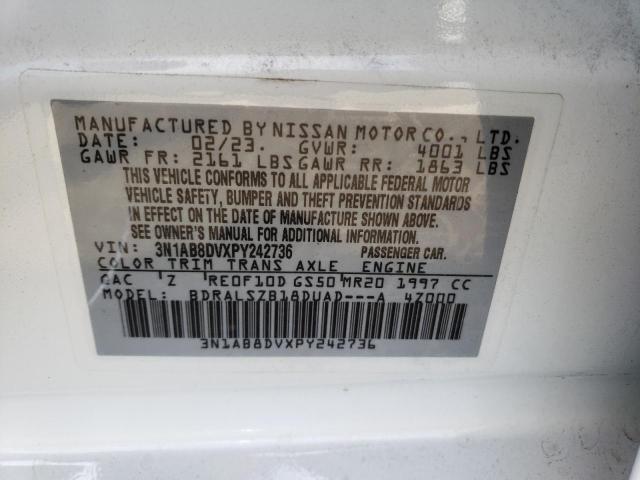 MANUFACTURED BY NISSAN MOTOR CO., LTD.
DATE: 02/23. GVWR: 4001 LBS
GAWR FR: 2161 LBS GAWR RR: 1863 LBS
THIS VEHICLE CONFORMS TO ALL APPLICABLE FEDERAL MOTOR
VEHICLE SAFETY, BUMPER AND THEFT PREVENTION STANDARDS
IN EFFECT ON THE DATE OF MANUFACTURE SHOWN ABOVE.
SEE OWNER'S MANUAL FOR ADDITIONAL INFORMATION.
VIN: 3N1AB8DVXPY242736 PASSENGER CAR.
COLOR TRIM TRANS AXLE ENGINE
QAC Z RE0F10D GS50 MR20 1997 CC
MODEL: BDRALSZB18DUAD---A 4Z000
3N1AB8DVXPY242736